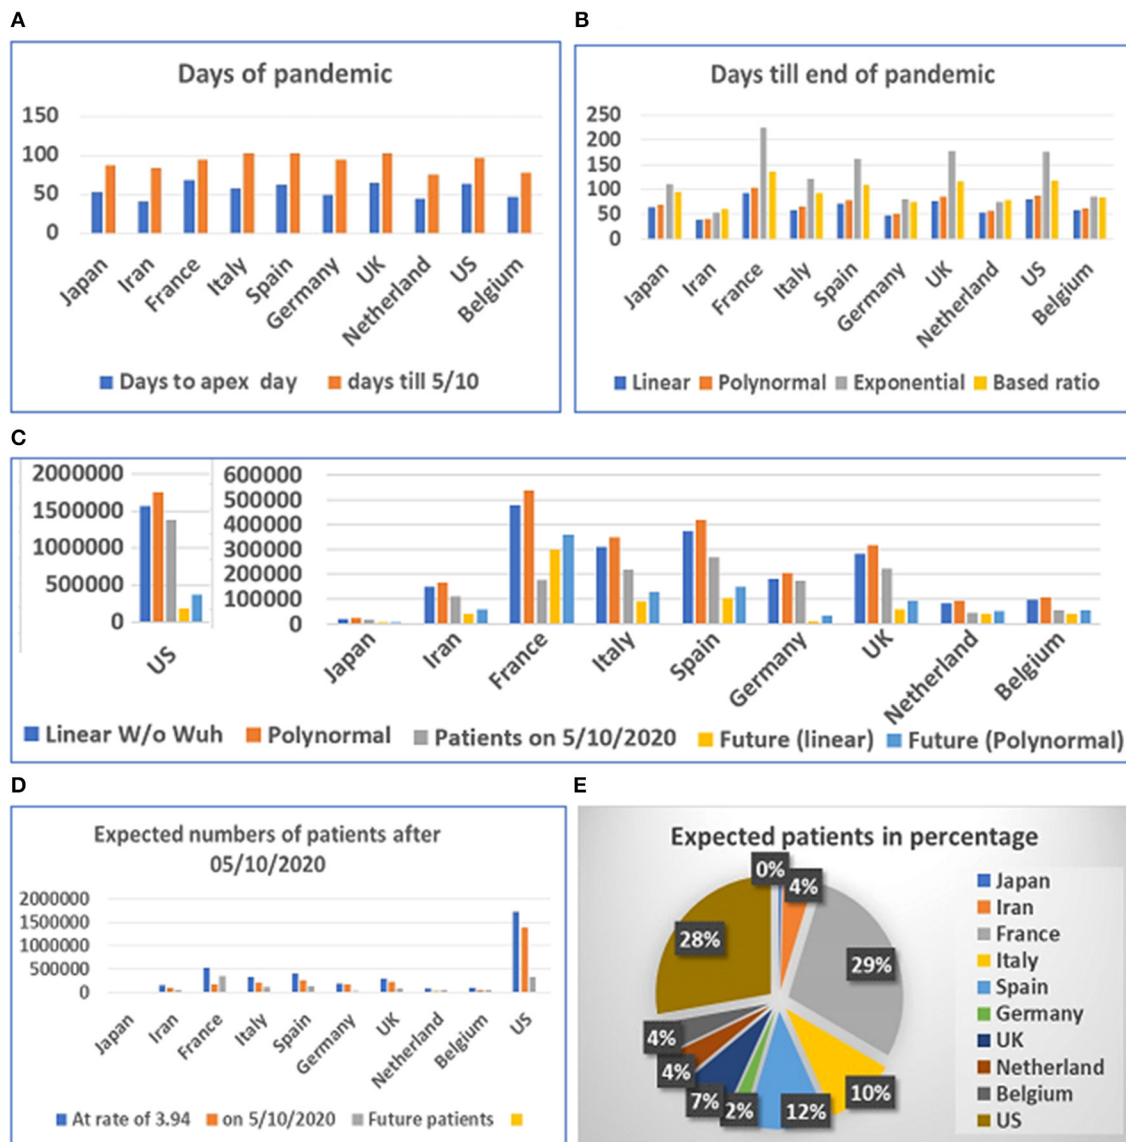 A
Days of pandemic
150
100
50
0
Japan
Iran
France
Italy
Spain
Germany
UK
Netherland
US
Belgium
Days to apex day
days till 5/10
B
Days till end of pandemic
250
200
150
100
50
0
Japan
Iran
France
Italy
Spain
Germany
UK
Netherland
US
Belgium
Linear
Polynormal
Exponential
Based ratio
C
2000000
1500000
1000000
500000
0
US
600000
500000
400000
300000
200000
100000
0
Japan
Iran
France
Italy
Spain
Germany
UK
Netherland
Belgium
Linear W/o Wuh
Polynormal
Patients on 5/10/2020
Future (linear)
Future (Polynormal)
D
Expected numbers of patients after
05/10/2020
2000000
1500000
1000000
500000
0
Japan
Iran
France
Italy
Spain
Germany
UK
Netherland
Belgium
US
At rate of 3.94
on 5/10/2020
Future patients
E
Expected patients in percentage
0%
4%
29%
10%
12%
2%
7%
4%
4%
28%
Japan
Iran
France
Italy
Spain
Germany
UK
Netherland
Belgium
US